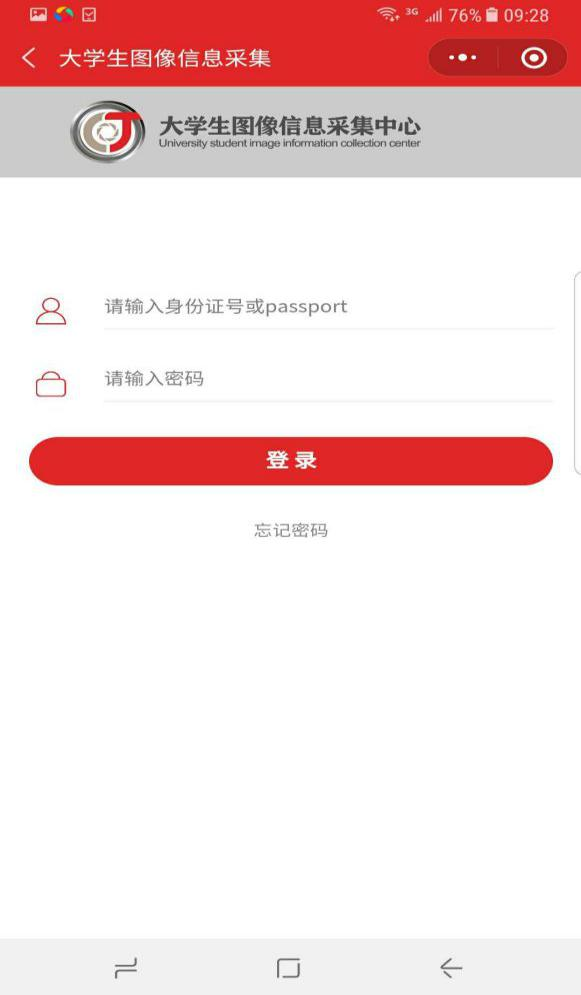 3G 76% 09:28
大学生图像信息采集
大学生图像信息采集中心
University student image information collection center
请输入身份证号或passport
请输入密码
登录
忘记密码